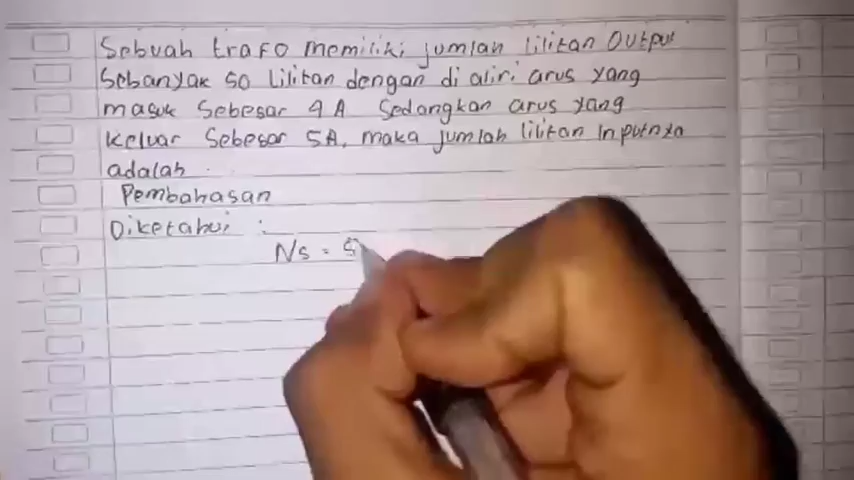 Sebuah trafo memiliki jumlah lilitan Output
Sebanyak 50 Lilitan dengan di aliri arus yang
masuk Sebesar 4 A Sedangkan arus yang
Keluar Sebesar 5A, maka jumlah lilitan Inputnya
adalah
Pembahasan
Diketahui :
Ns = 5